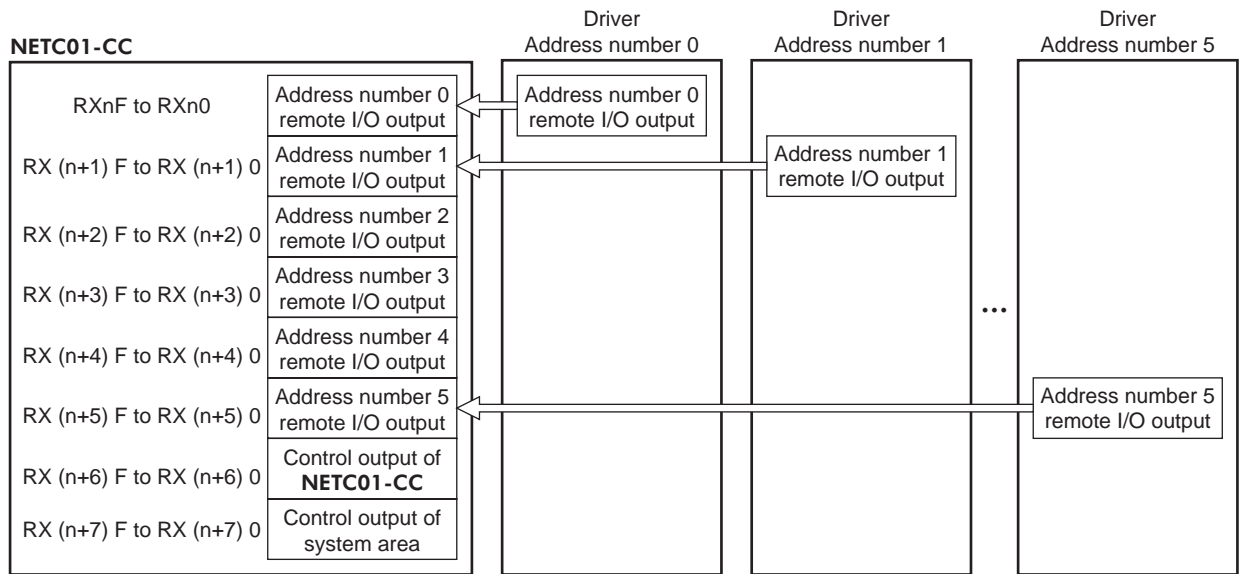 NETC01-CC
Driver
Address number 0
Driver
Address number 1
Driver
Address number 5
RXnF to RXn0
Address number 0
remote I/O output
Address number 0
remote I/O output
RX (n+1) F to RX (n+1) 0
Address number 1
remote I/O output
Address number 1
remote I/O output
RX (n+2) F to RX (n+2) 0
Address number 2
remote I/O output
RX (n+3) F to RX (n+3) 0
Address number 3
remote I/O output
...
RX (n+4) F to RX (n+4) 0
Address number 4
remote I/O output
RX (n+5) F to RX (n+5) 0
Address number 5
remote I/O output
Address number 5
remote I/O output
RX (n+6) F to RX (n+6) 0
Control output of
NETC01-CC
RX (n+7) F to RX (n+7) 0
Control output of
system area